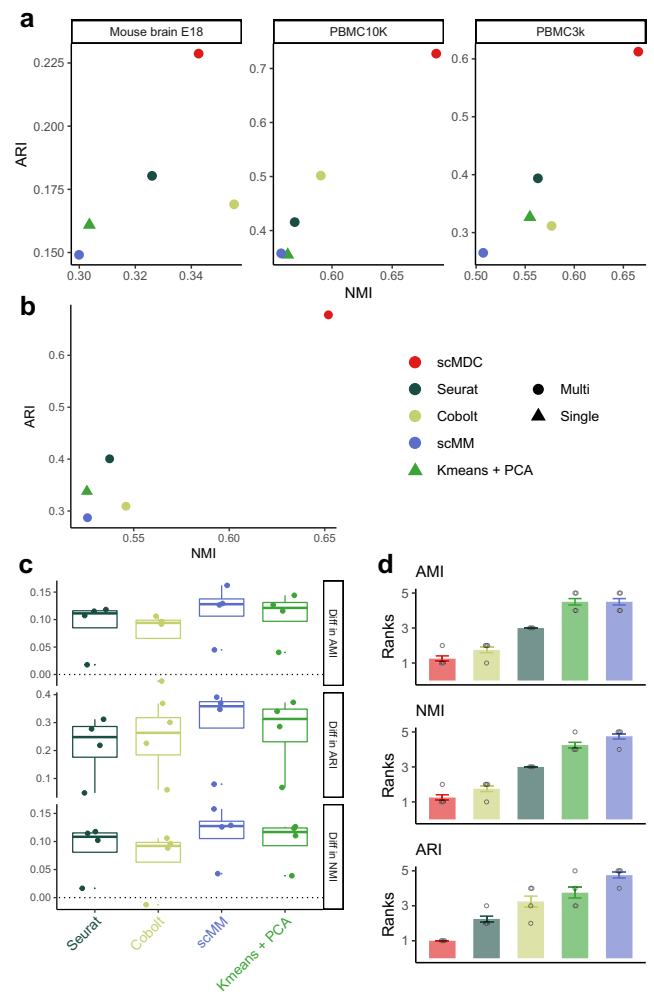 a
Mouse brain E18
PBMC10K
PBMC3k
ARI
0.225
0.200
0.175
0.150
0.7
0.6
0.5
0.4
0.6
0.5
0.4
0.3
0.30
0.32
0.34
0.60
0.65
0.50
0.55
0.60
0.65
NMI
b
ARI
0.6
0.5
0.4
0.3
0.55
0.60
0.65
NMI
scMDC
Seurat
Cobolt
scMM
Kmeans + PCA
Multi
Single
c
0.15
0.10
0.05
0.00
Diff in AMI
0.4
0.3
0.2
0.1
Diff in ARI
0.15
0.10
0.05
0.00
Diff in NMI
Seurat
Cobolt
scMM
Kmeans + PCA
d
AMI
Ranks
5
3
1
NMI
Ranks
5
3
1
ARI
Ranks
5
3
1